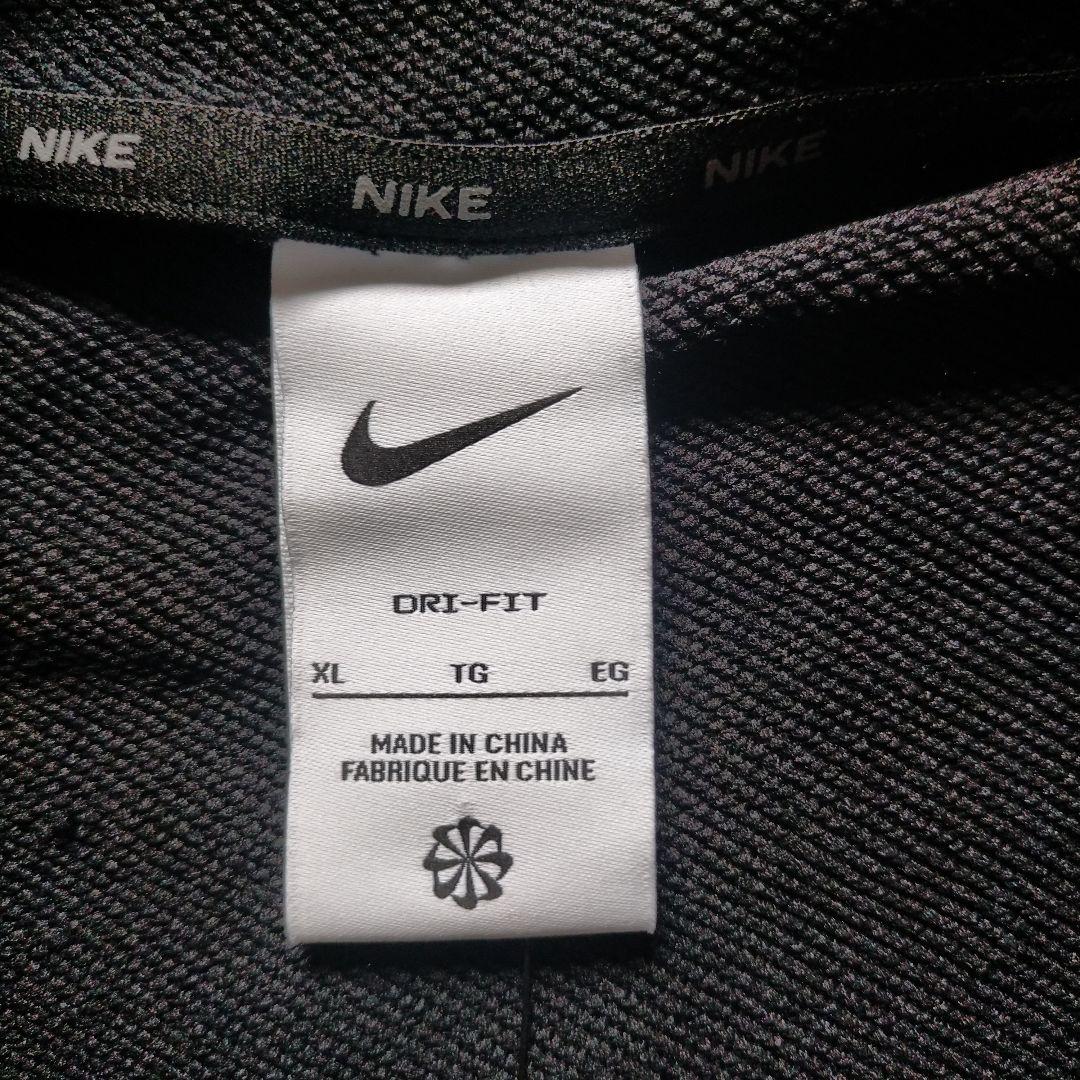 NIKE NIKE NIKE
DRI-FIT
XL TG EG
MADE IN CHINA
FABRIQUE EN CHINE